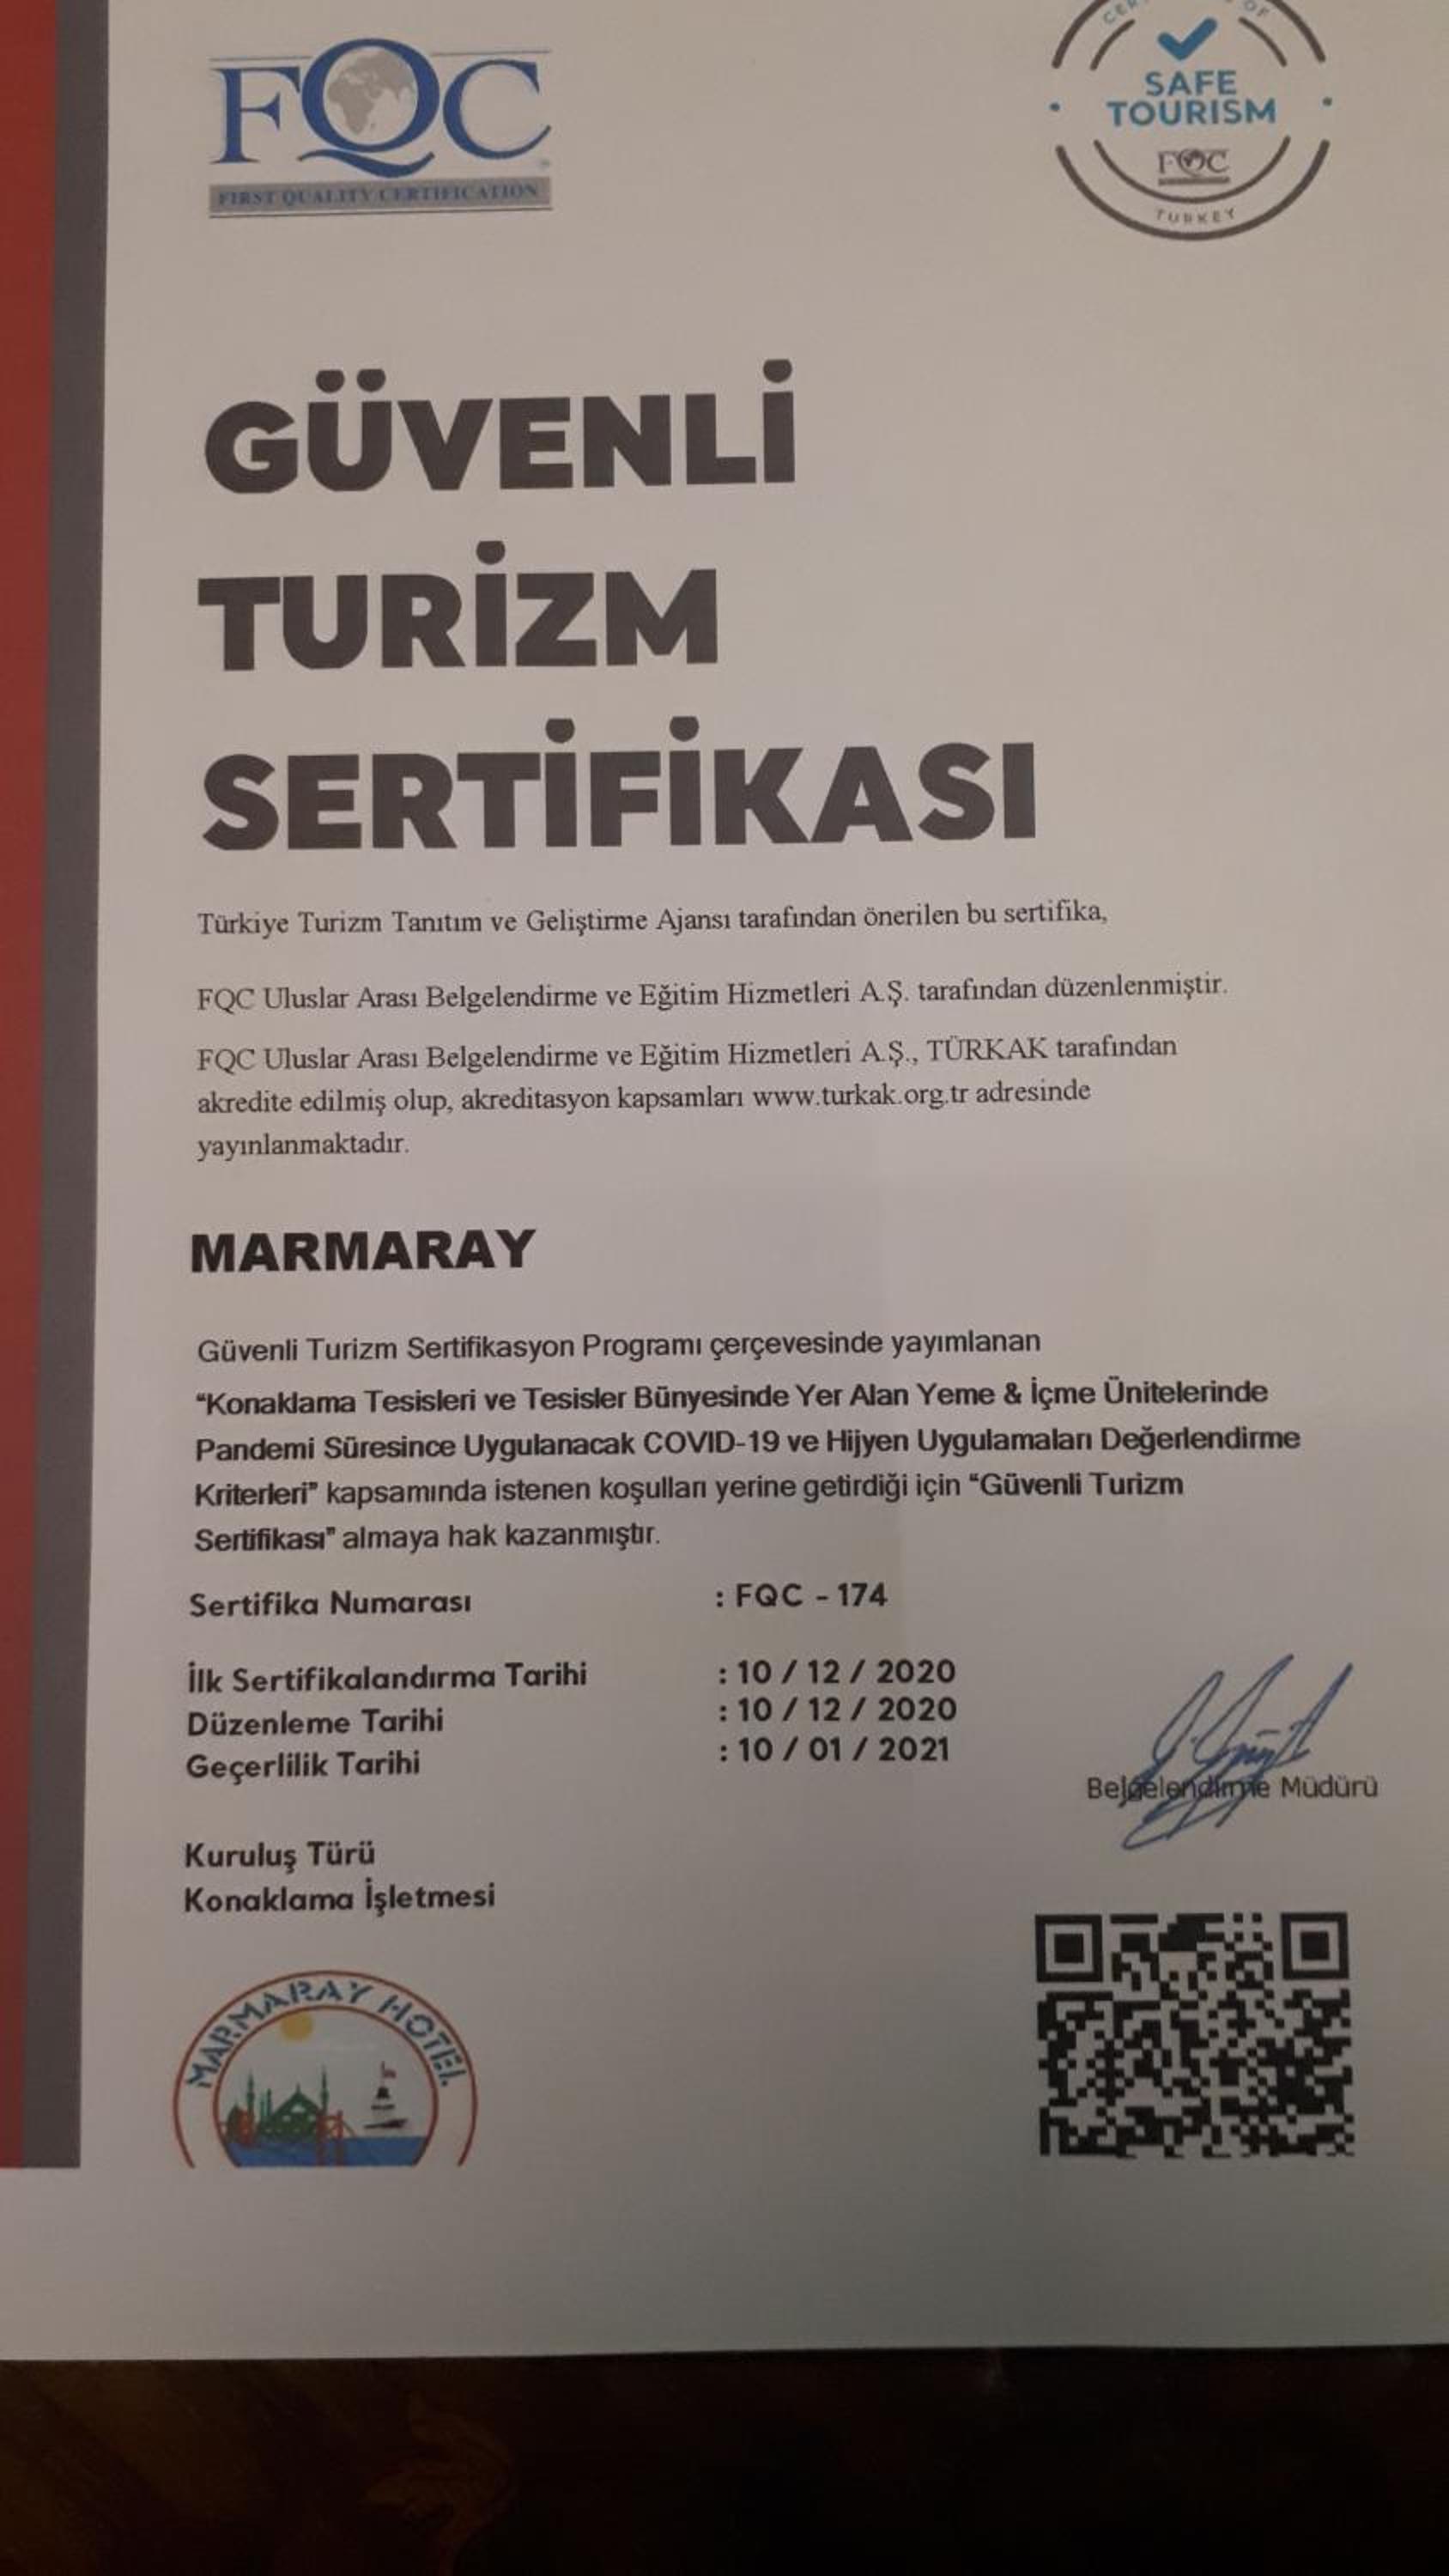 FQC
FIRST QUALITY CERTIFICATION
OF
SAFE
TOURISM
FQC
TURKEY
GÜVENLİ
TURİZM
SERTİFİKASI
Türkiye Turizm Tanıtım ve Geliştirme Ajansı tarafından önerilen bu sertifika,
FQC Uluslar Arası Belgelendirme ve Eğitim Hizmetleri A.Ş. tarafından düzenlenmiştir.
FQC Uluslar Arası Belgelendirme ve Eğitim Hizmetleri A.Ş., TÜRKAK tarafından
akredite edilmiş olup, akreditasyon kapsamları www.turkak.org.tr adresinde
yayınlanmaktadır.
MARMARAY
Güvenli Turizm Sertifikasyon Programı çerçevesinde yayımlanan
“Konaklama Tesisleri ve Tesisler Bünyesinde Yer Alan Yeme & İçme Ünitelerinde
Pandemi Süresince Uygulanacak COVID-19 ve Hijyen Uygulamaları Değerlendirme
Kriterleri” kapsamında istenen koşulları yerine getirdiği için “Güvenli Turizm
Sertifikası” almaya hak kazanmıştır.
Sertifika Numarası : FQC - 174
İlk Sertifikalandırma Tarihi : 10 / 12 / 2020
Düzenleme Tarihi : 10 / 12 / 2020
Geçerlilik Tarihi : 10 / 01 / 2021
Belgelendirme Müdürü
Kuruluş Türü
Konaklama İşletmesi
MARMARAY HOTEL